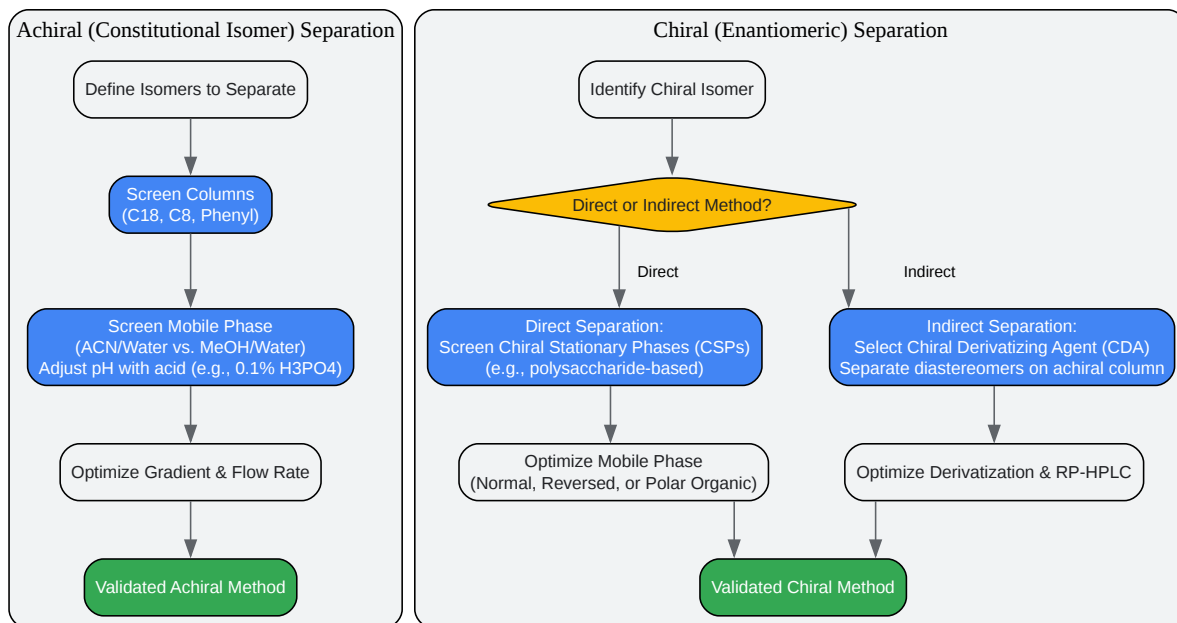 Achiral (Constitutional Isomer) Separation
Define Isomers to Separate
Screen Columns
(C18, C8, Phenyl)
Screen Mobile Phase
(ACN/Water vs. MeOH/Water)
Adjust pH with acid (e.g., 0.1% H3PO4)
Optimize Gradient & Flow Rate
Validated Achiral Method
Chiral (Enantiomeric) Separation
Identify Chiral Isomer
Direct or Indirect Method?
Direct
Indirect
Direct Separation:
Screen Chiral Stationary Phases (CSPs)
(e.g., polysaccharide-based)
Indirect Separation:
Select Chiral Derivatizing Agent (CDA)
Separate diastereomers on achiral column
Optimize Mobile Phase
(Normal, Reversed, or Polar Organic)
Optimize Derivatization & RP-HPLC
Validated Chiral Method